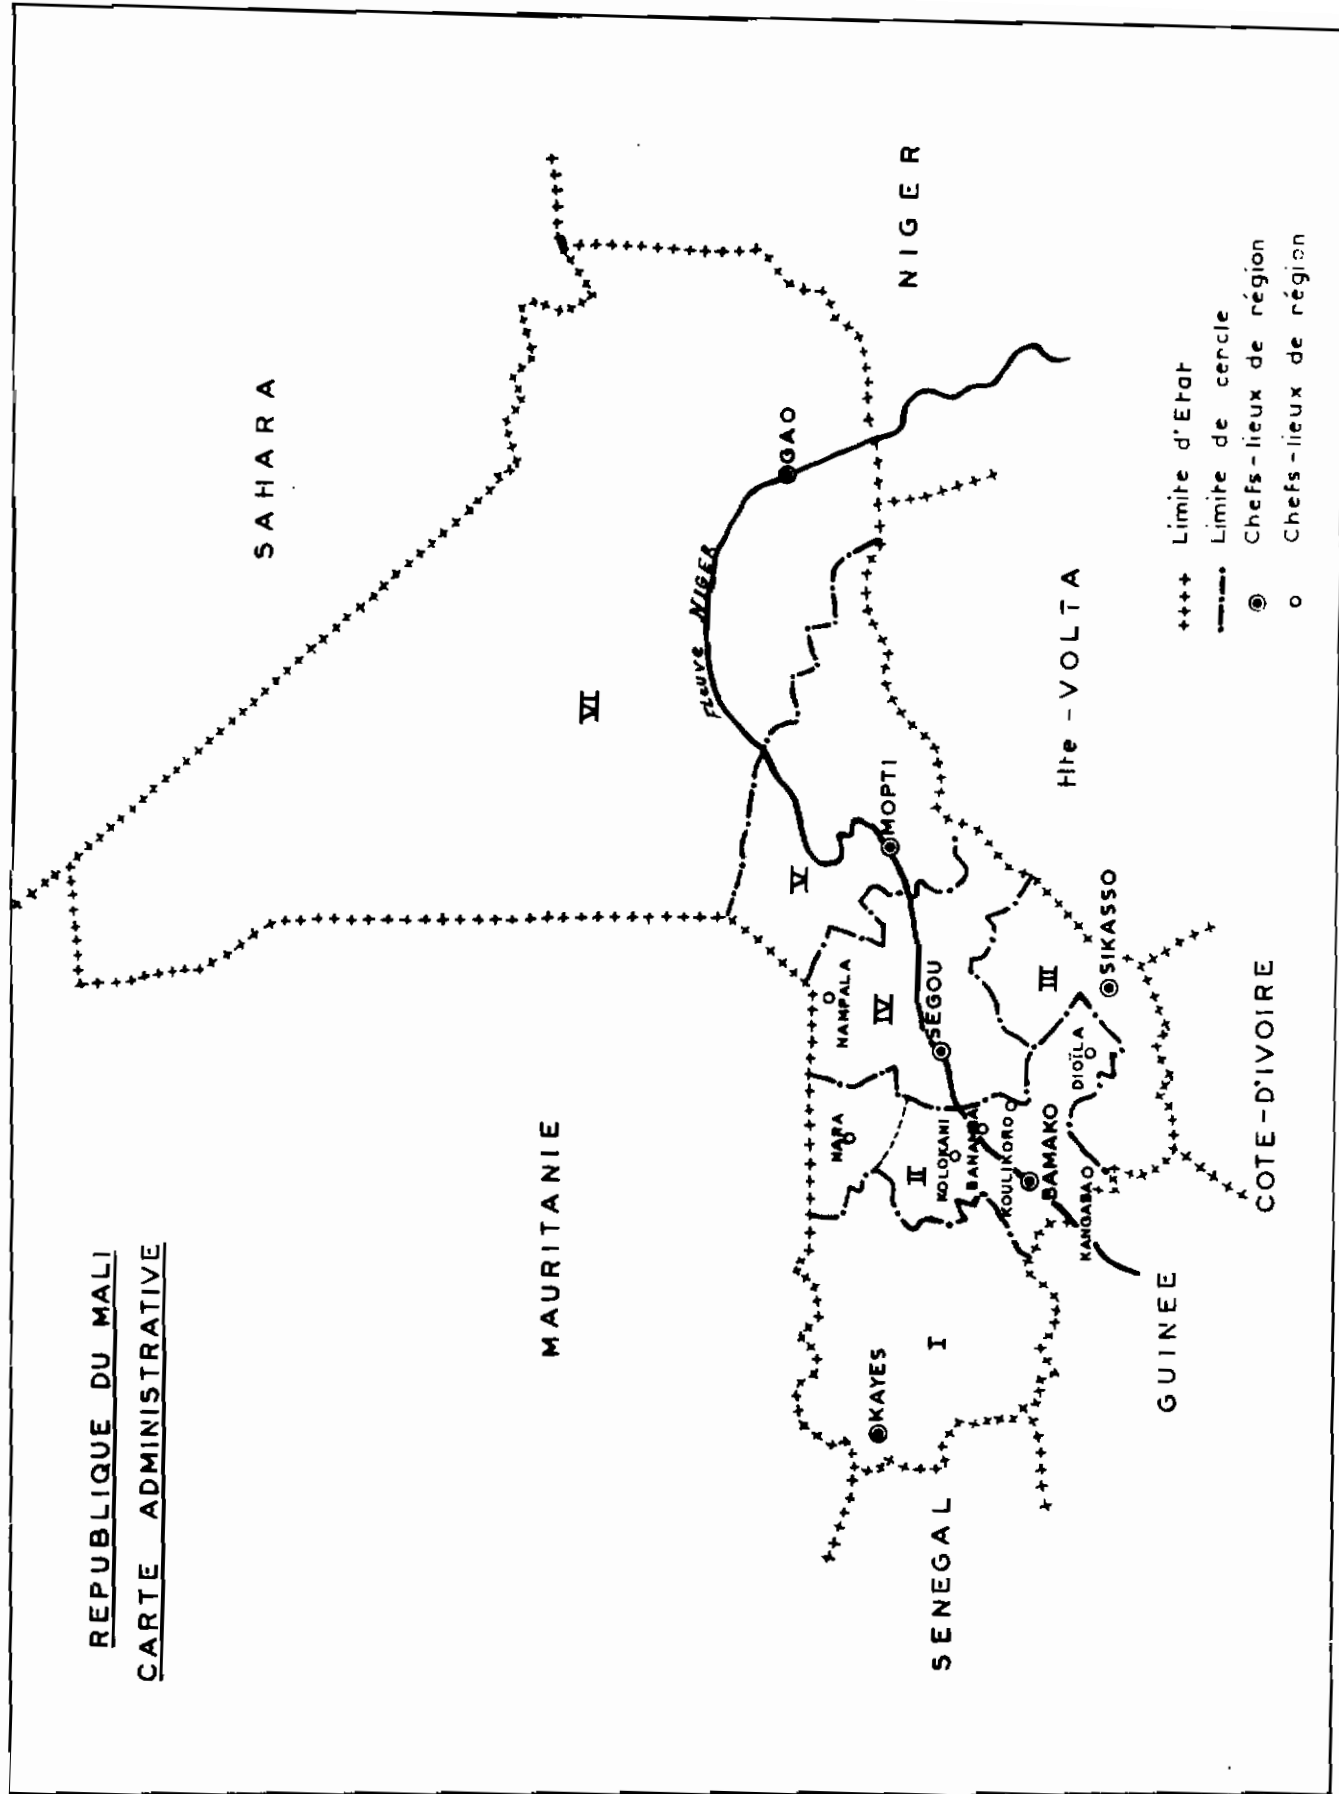 REPUBLIQUE DU MALI
CARTE ADMINISTRATIVE
SAHARA
MAURITANIE
NIGER
VI
Fleuve NIGER
GAO
V
MOPTI
NAMPALA
IV
SÉGOU
NARA
II
KOLOKANI
BANAMBA
KOULIKORO
BAMAKO
KANGABA
DIOÏLA
III
SIKASSO
I
KAYES
SENEGAL
GUINEE
COTE-D'IVOIRE
Hte-VOLTA
++++ Limite d'Etat
Limite de cercle
Chefs-lieux de région
Chefs-lieux de région